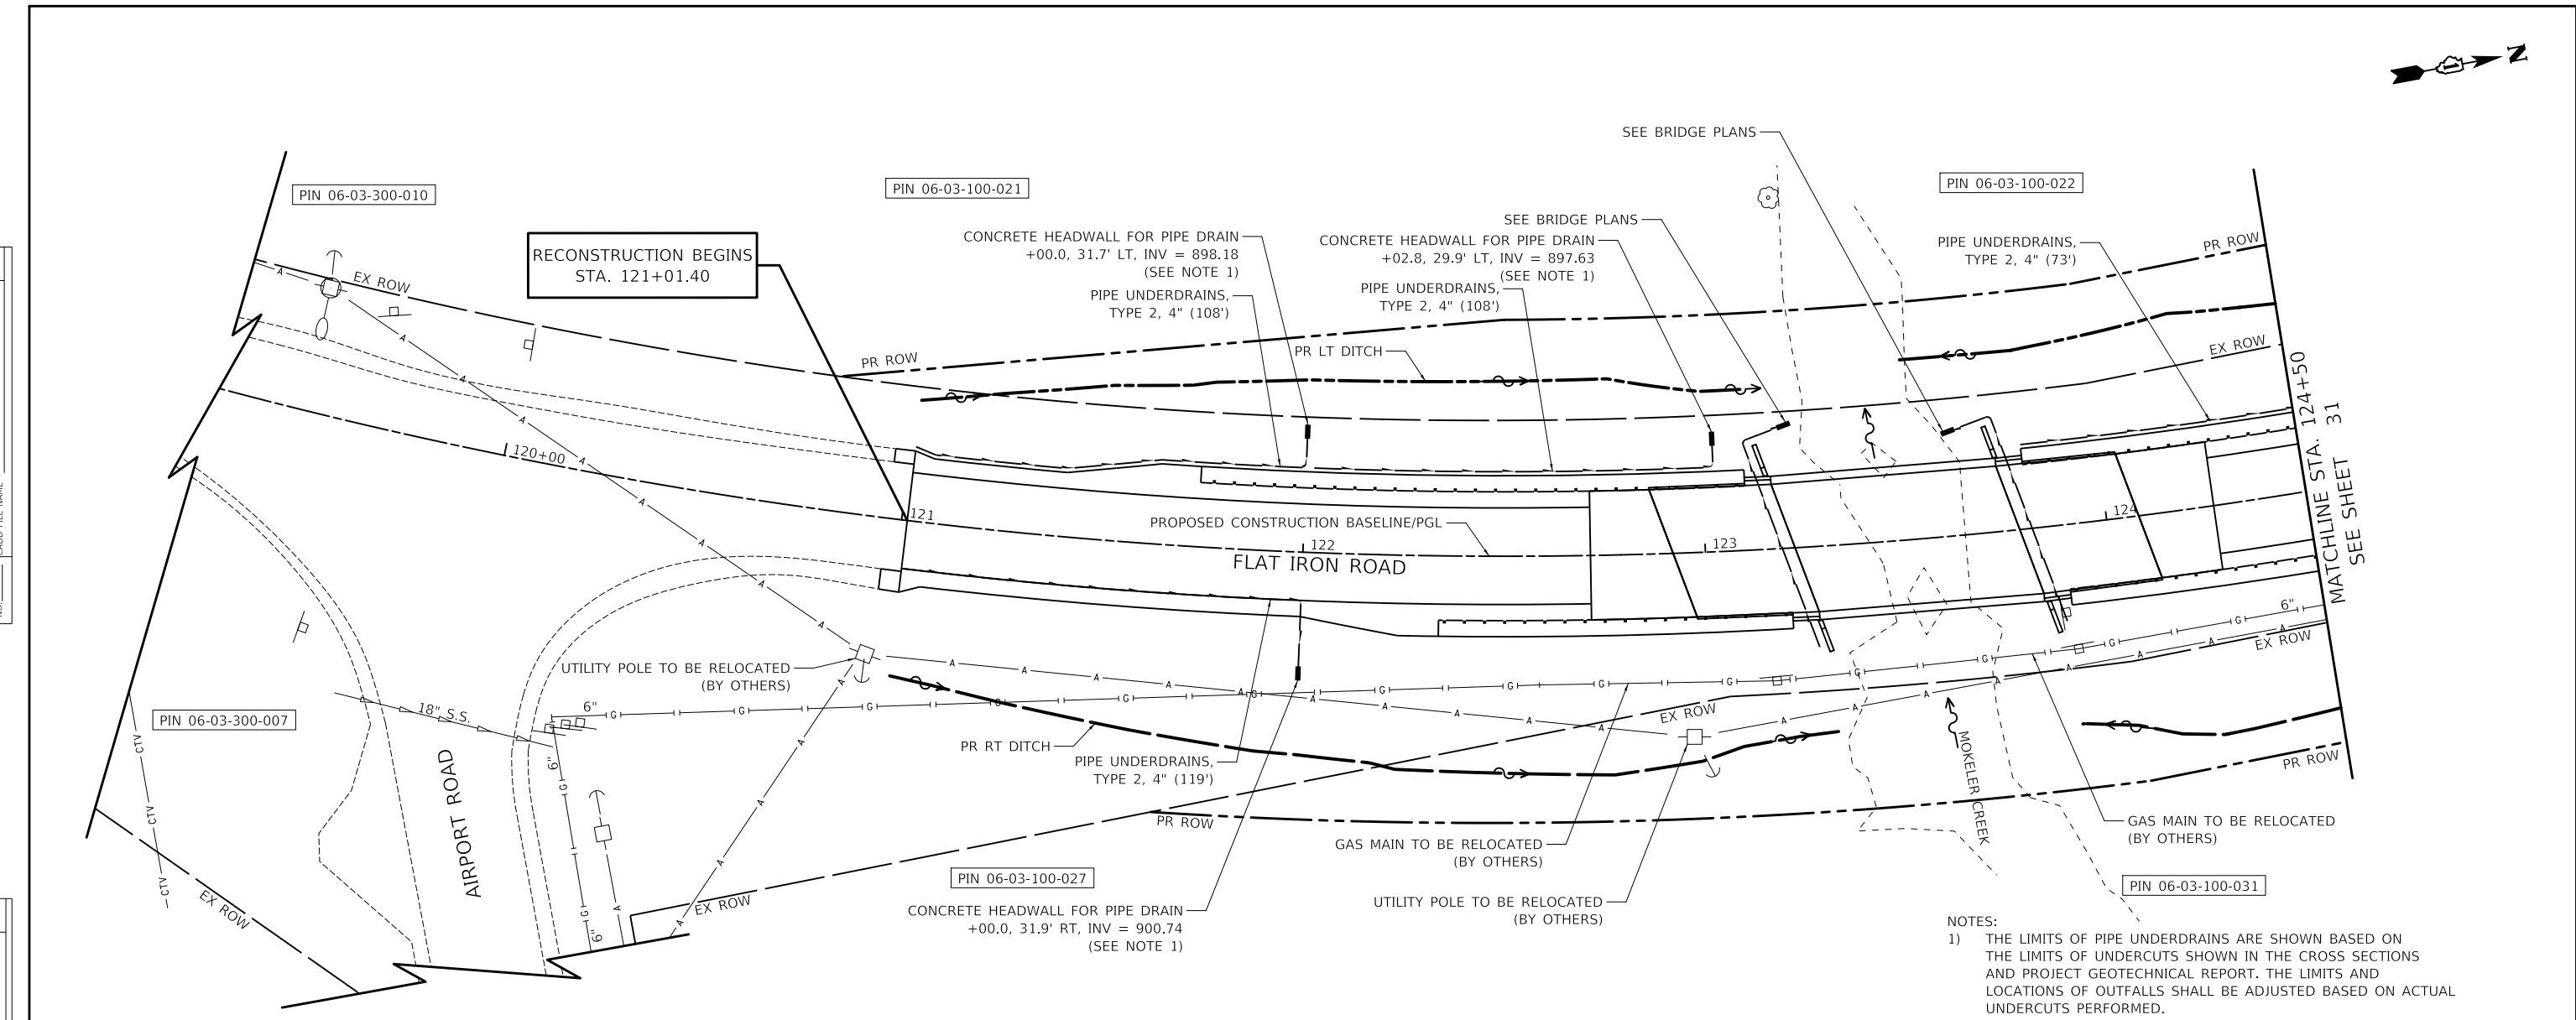 N
SEE BRIDGE PLANS
PIN 06-03-300-010
PIN 06-03-100-021
PIN 06-03-100-022
RECONSTRUCTION BEGINS
STA. 121+01.40
CONCRETE HEADWALL FOR PIPE DRAIN
+00.0, 31.7' LT, INV = 898.18
(SEE NOTE 1)
PIPE UNDERDRAINS,
TYPE 2, 4" (108')
SEE BRIDGE PLANS
CONCRETE HEADWALL FOR PIPE DRAIN
+02.8, 29.9' LT, INV = 897.63
(SEE NOTE 1)
PIPE UNDERDRAINS,
TYPE 2, 4" (108')
PIPE UNDERDRAINS,
TYPE 2, 4" (73')
PR ROW
EX ROW
EX ROW
PR ROW
PR LT DITCH
MATCHLINE STA. 124+50
SEE SHEET 31
120+00
121
122
123
124
PROPOSED CONSTRUCTION BASELINE/PGL
FLAT IRON ROAD
UTILITY POLE TO BE RELOCATED
(BY OTHERS)
6"
EX ROW
18" S.S.
6"
PIN 06-03-300-007
EX ROW
PR RT DITCH
PIPE UNDERDRAINS,
TYPE 2, 4" (119')
AIRPORT ROAD
6"
MOKELER CREEK
PR ROW
PR ROW
GAS MAIN TO BE RELOCATED
(BY OTHERS)
GAS MAIN TO BE RELOCATED
(BY OTHERS)
CTV
CTV
CTV
EX ROW
6"
EX ROW
PIN 06-03-100-027
CONCRETE HEADWALL FOR PIPE DRAIN
+00.0, 31.9' RT, INV = 900.74
(SEE NOTE 1)
UTILITY POLE TO BE RELOCATED
(BY OTHERS)
PIN 06-03-100-031
NOTES:
1) THE LIMITS OF PIPE UNDERDRAINS ARE SHOWN BASED ON
THE LIMITS OF UNDERCUTS SHOWN IN THE CROSS SECTIONS
AND PROJECT GEOTECHNICAL REPORT. THE LIMITS AND
LOCATIONS OF OUTFALLS SHALL BE ADJUSTED BASED ON ACTUAL
UNDERCUTS PERFORMED.